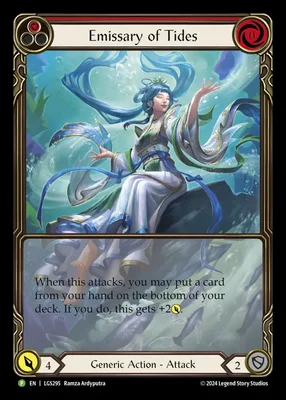 Emissary of Tides
When this attacks, you may put a card
from your hand on the bottom of your
deck. If you do, this gets +2.
4
Generic Action - Attack
2
P EN | LGS295 Ramza Ardyputra
©2024 Legend Story Studios